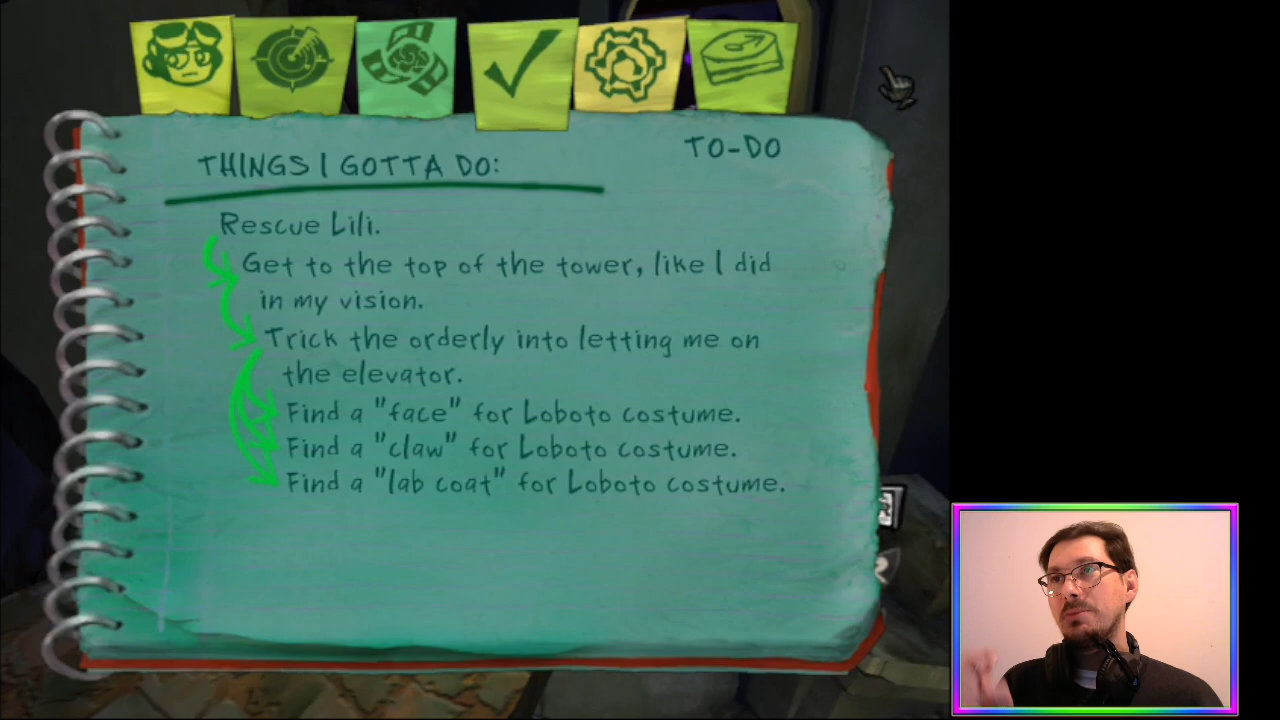 TO-DO
THINGS I GOTTA DO:
Rescue Lili.
Get to the top of the tower, like I did
in my vision.
Trick the orderly into letting me on
the elevator.
Find a "face" for Loboto costume.
Find a "claw" for Loboto costume.
Find a "lab coat" for Loboto costume.